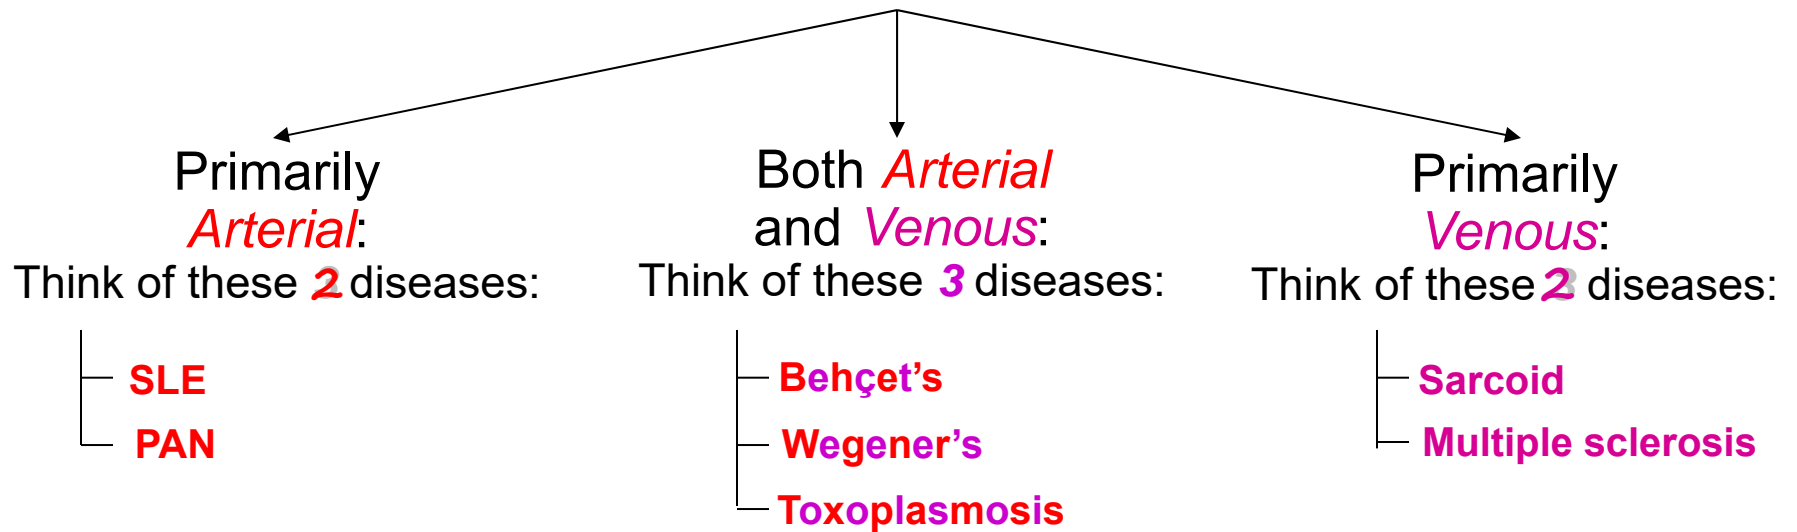 Primarily
Arterial:
Think of these 2 diseases:
SLE
PAN
Both Arterial
and Venous:
Think of these 3 diseases:
Behçet’s
Wegener’s
Toxoplasmosis
Primarily
Venous:
Think of these 2 diseases:
Sarcoid
Multiple sclerosis